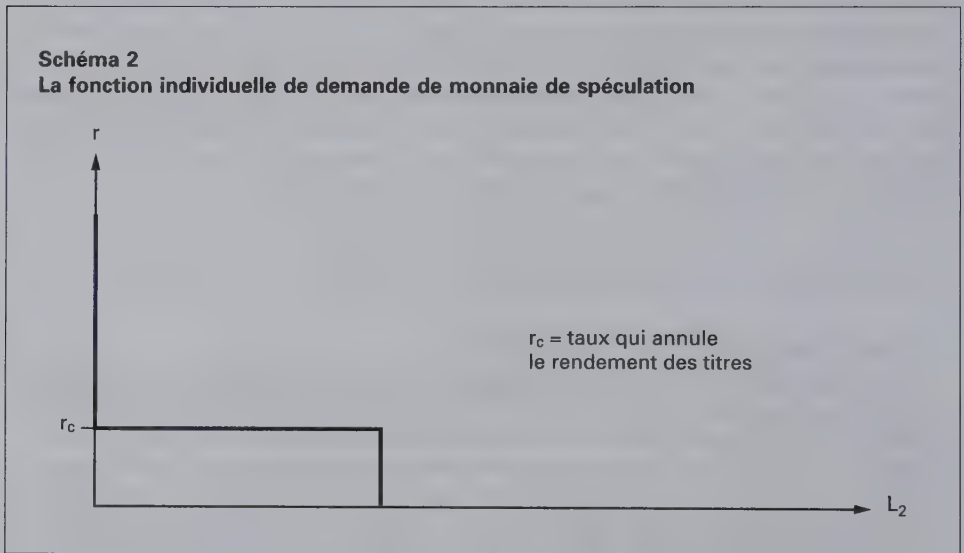 Schéma 2
La fonction individuelle de demande de monnaie de spéculation
r
r_c = taux qui annule
le rendement des titres
r_c
L_2